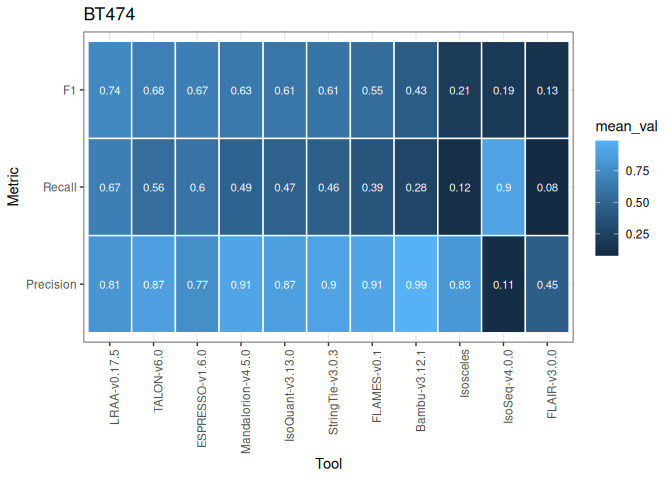 BT474
F1
0.74 0.68 0.67 0.63 0.61 0.61 0.55 0.43 0.21 0.19 0.13
Recall
0.67 0.56 0.6 0.49 0.47 0.46 0.39 0.28 0.12 0.9 0.08
Precision
0.81 0.87 0.77 0.91 0.87 0.9 0.91 0.99 0.83 0.11 0.45
Metric
LRAA-v0.17.5
TALON-v6.0
ESPRESSO-v1.6.0
Mandalorion-v4.5.0
IsoQuant-v3.13.0
StringTie-v3.0.3
FLAMES-v0.1
Bambu-v3.12.1
Isosceles
IsoSeq-v4.0.0
FLAIR-v3.0.0
Tool
mean_val
0.75
0.50
0.25